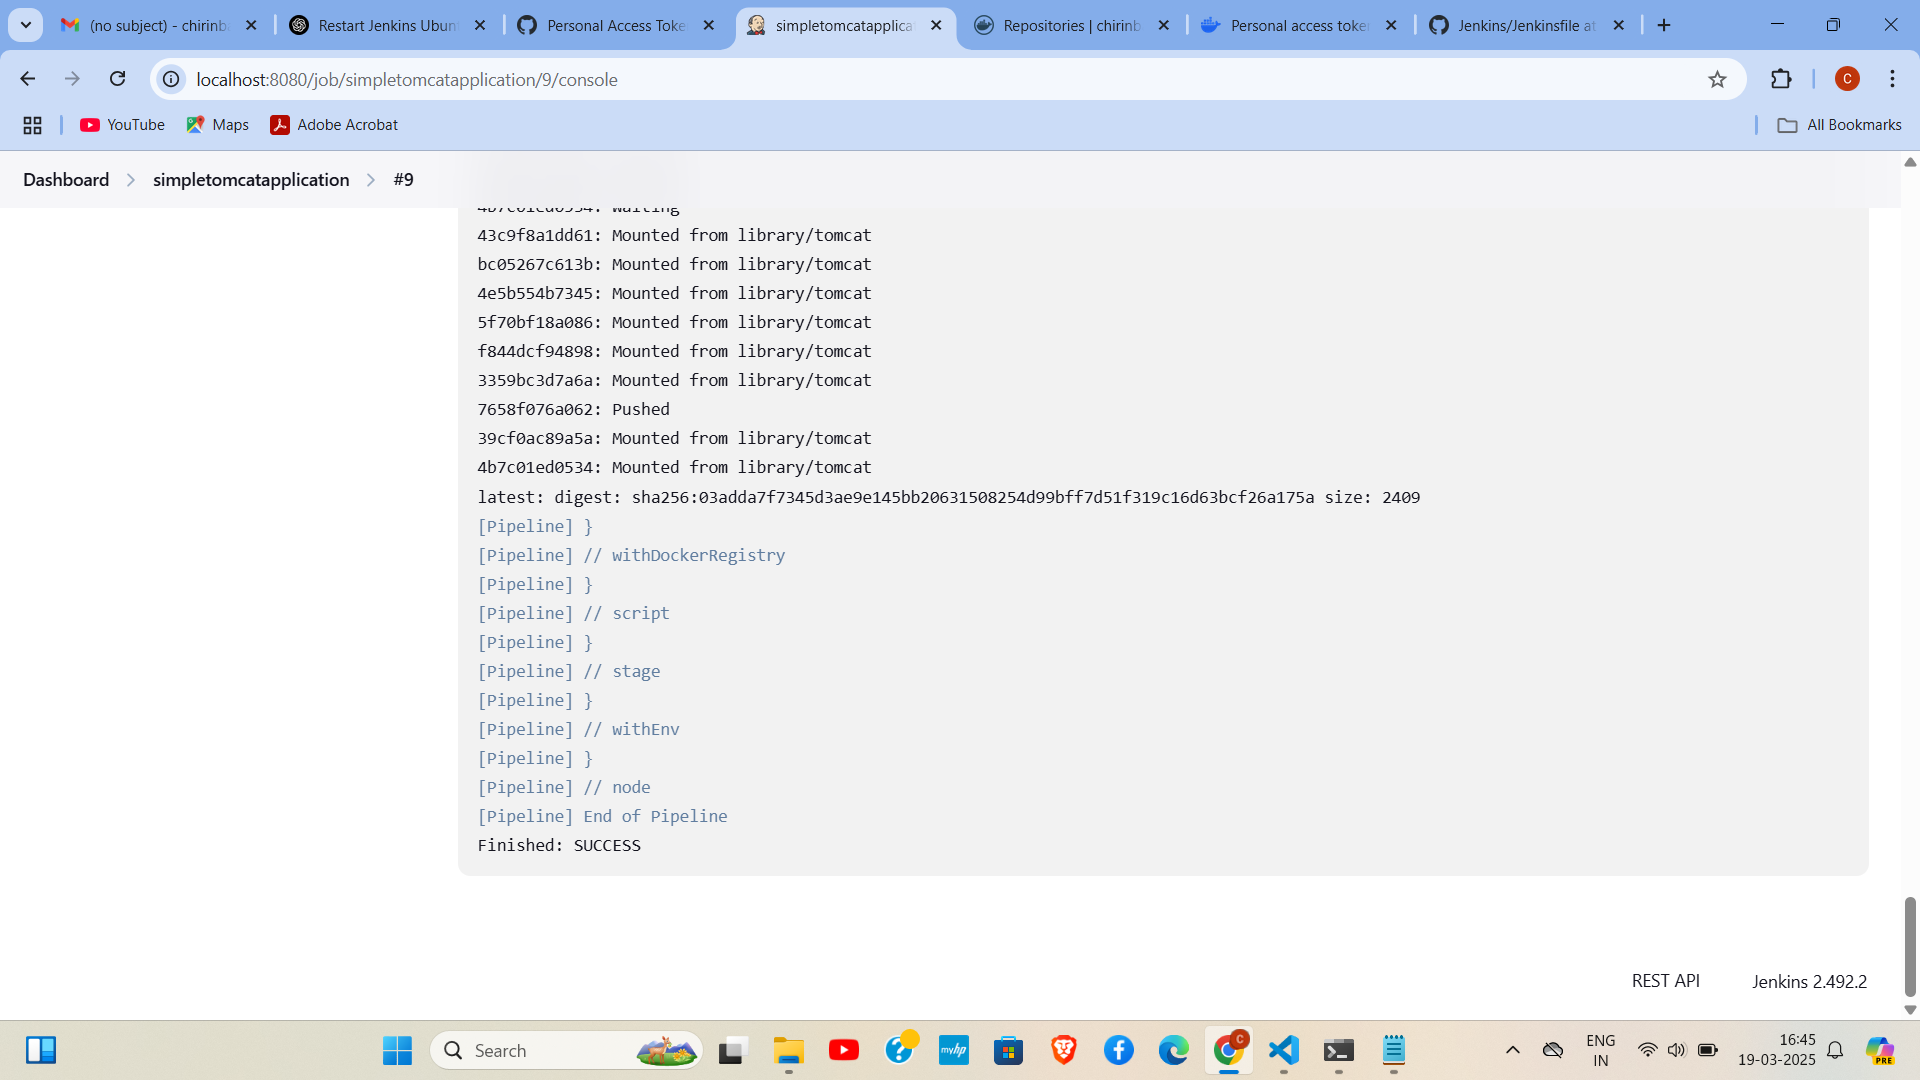 (no subject) - chirinb
Restart Jenkins Ubun
Personal Access Toke
simpletomcatapplicat
Repositories | chirinb
Personal access token
Jenkins/Jenkinsfile at
localhost:8080/job/simpletomcatapplication/9/console
C
YouTube
Maps
Adobe Acrobat
All Bookmarks
Dashboard
simpletomcatapplication
#9
4b7c01ed0534: Waiting
43c9f8a1dd61: Mounted from library/tomcat
bc05267c613b: Mounted from library/tomcat
4e5b554b7345: Mounted from library/tomcat
5f70bf18a086: Mounted from library/tomcat
f844dcf94898: Mounted from library/tomcat
3359bc3d7a6a: Mounted from library/tomcat
7658f076a062: Pushed
39cf0ac89a5a: Mounted from library/tomcat
4b7c01ed0534: Mounted from library/tomcat
latest: digest: sha256:03adda7f7345d3ae9e145bb20631508254d99bff7d51f319c16d63bcf26a175a size: 2409
[Pipeline] }
[Pipeline] // withDockerRegistry
[Pipeline] }
[Pipeline] // script
[Pipeline] }
[Pipeline] // stage
[Pipeline] }
[Pipeline] // withEnv
[Pipeline] }
[Pipeline] // node
[Pipeline] End of Pipeline
Finished: SUCCESS
REST API
Jenkins 2.492.2
Search
myhp
C
ENG
IN
16:45
19-03-2025
PRE